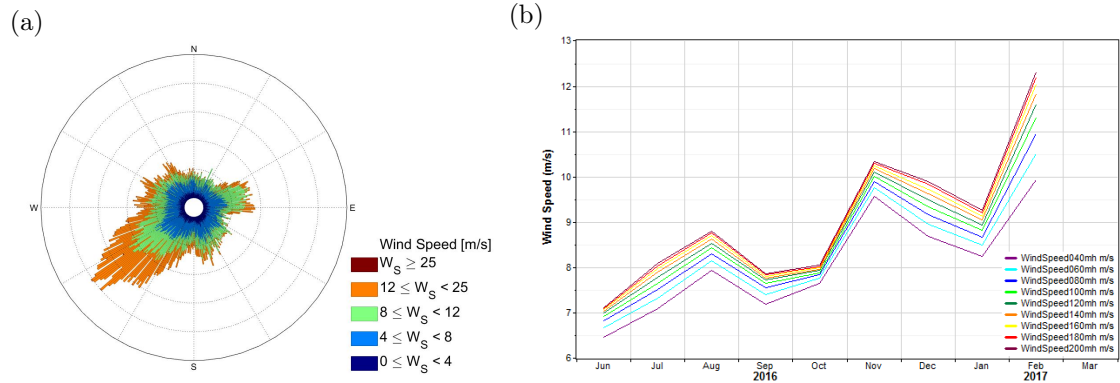 (a)
N
W
E
S
Wind Speed [m/s]
W_S ≥ 25
12 ≤ W_S < 25
8 ≤ W_S < 12
4 ≤ W_S < 8
0 ≤ W_S < 4
(b)
Wind Speed (m/s)
13
12
11
10
9
8
7
6
WindSpeed040mh m/s
WindSpeed060mh m/s
WindSpeed080mh m/s
WindSpeed100mh m/s
WindSpeed120mh m/s
WindSpeed140mh m/s
WindSpeed160mh m/s
WindSpeed180mh m/s
WindSpeed200mh m/s
Jun Jul Aug Sep Oct Nov Dec Jan Feb Mar
2016 2017